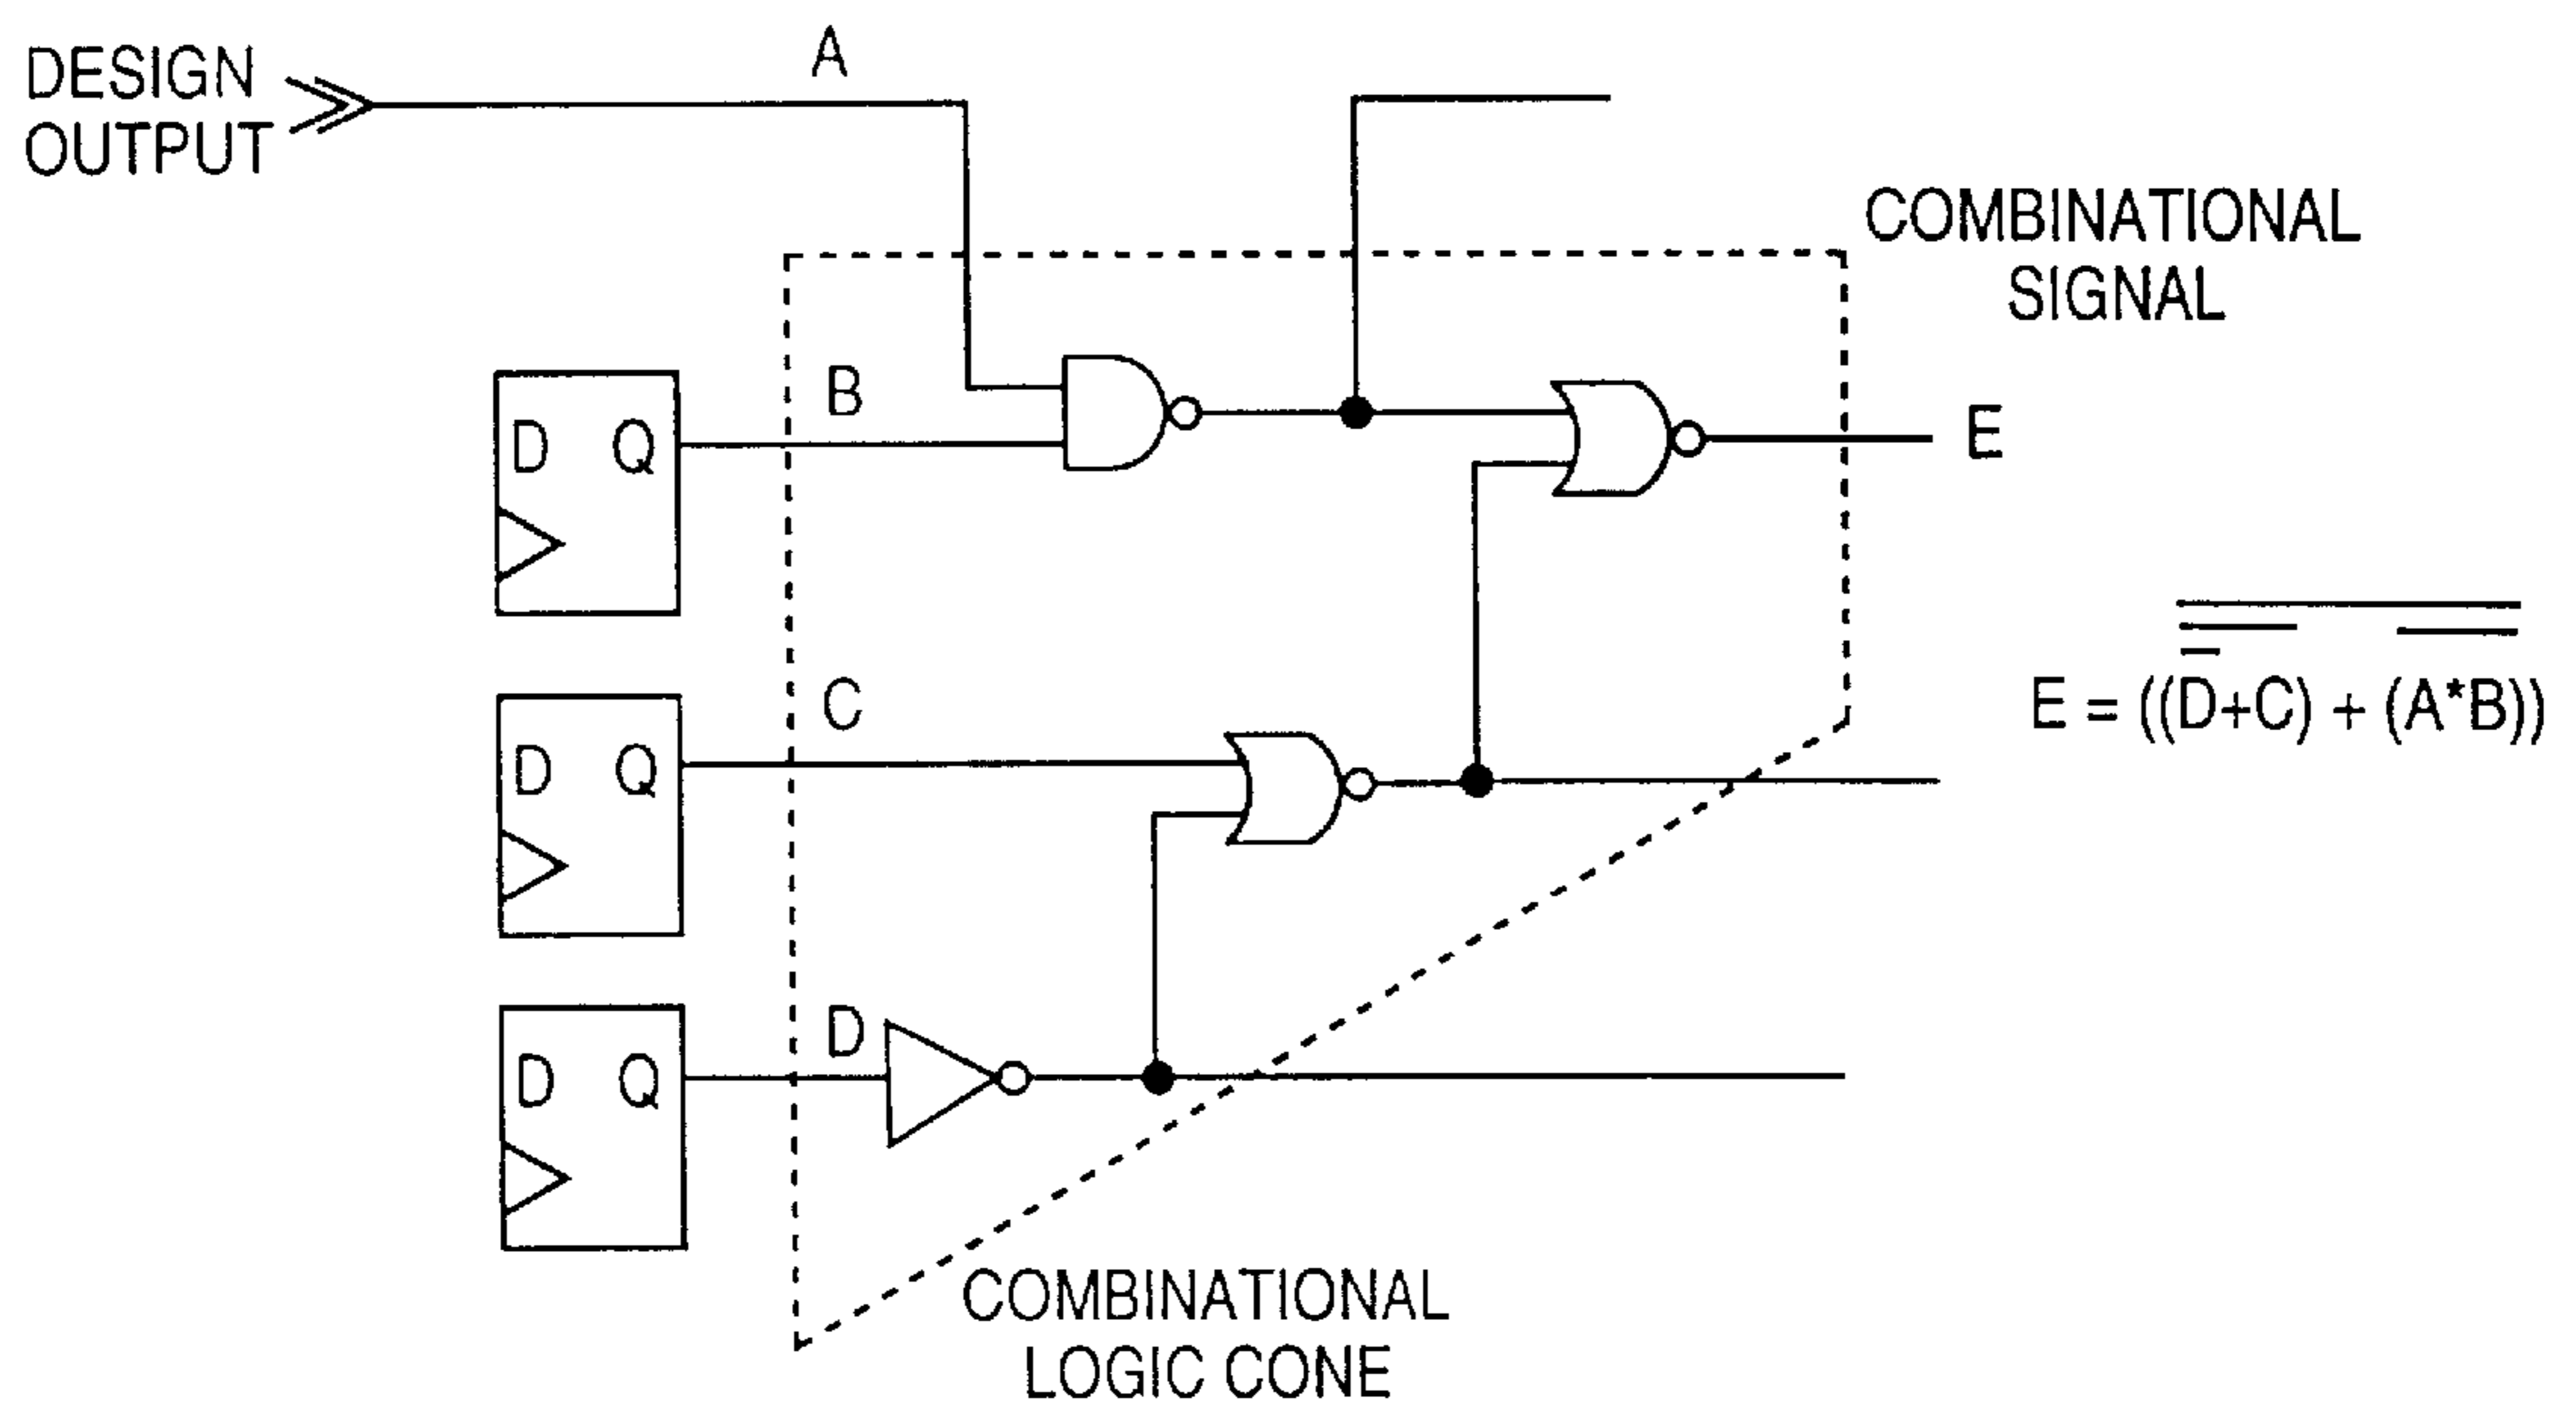 DESIGN
OUTPUT
A
COMBINATIONAL
SIGNAL
B
D Q
E
E = ((D̅+C)̅ + (A*B)̅)̅
C
D Q
D
D Q
COMBINATIONAL
LOGIC CONE